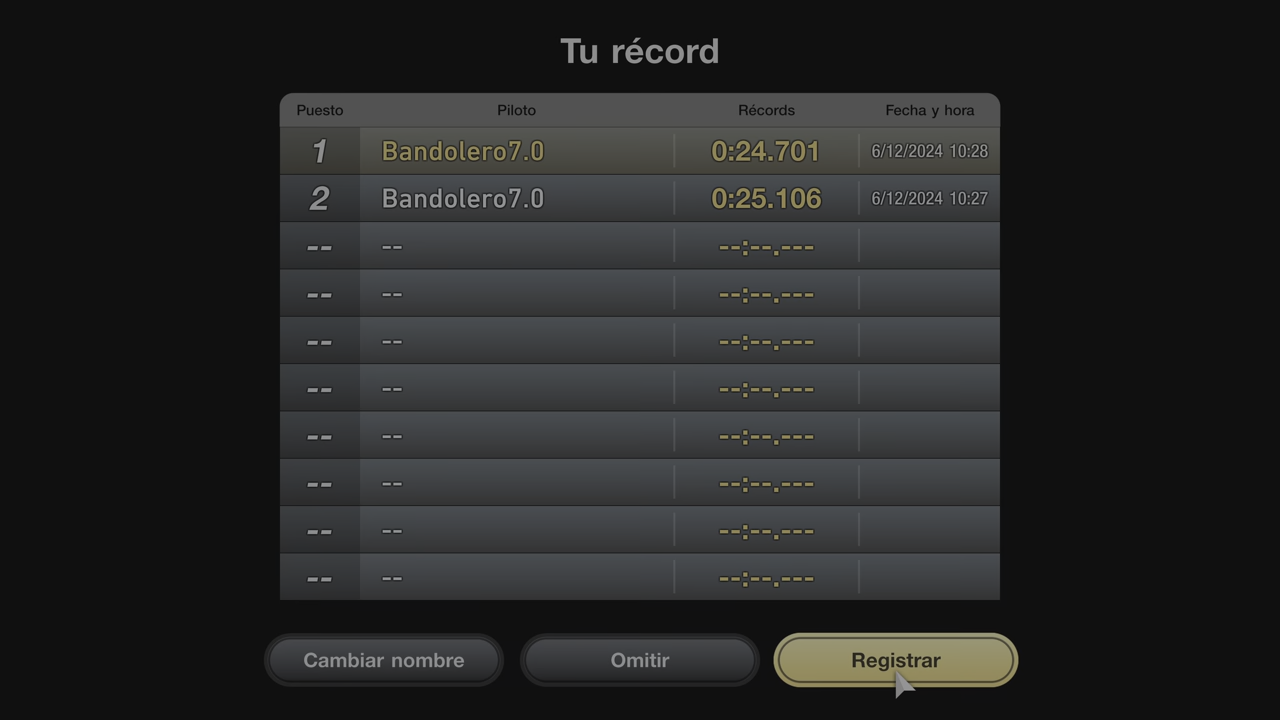 Tu récord
Puesto Piloto Récords Fecha y hora
1 Bandolero7.0 0:24.701 6/12/2024 10:28
2 Bandolero7.0 0:25.106 6/12/2024 10:27
-- -- --:--.---
-- -- --:--.---
-- -- --:--.---
-- -- --:--.---
-- -- --:--.---
-- -- --:--.---
-- -- --:--.---
-- -- --:--.---
Cambiar nombre Omitir Registrar